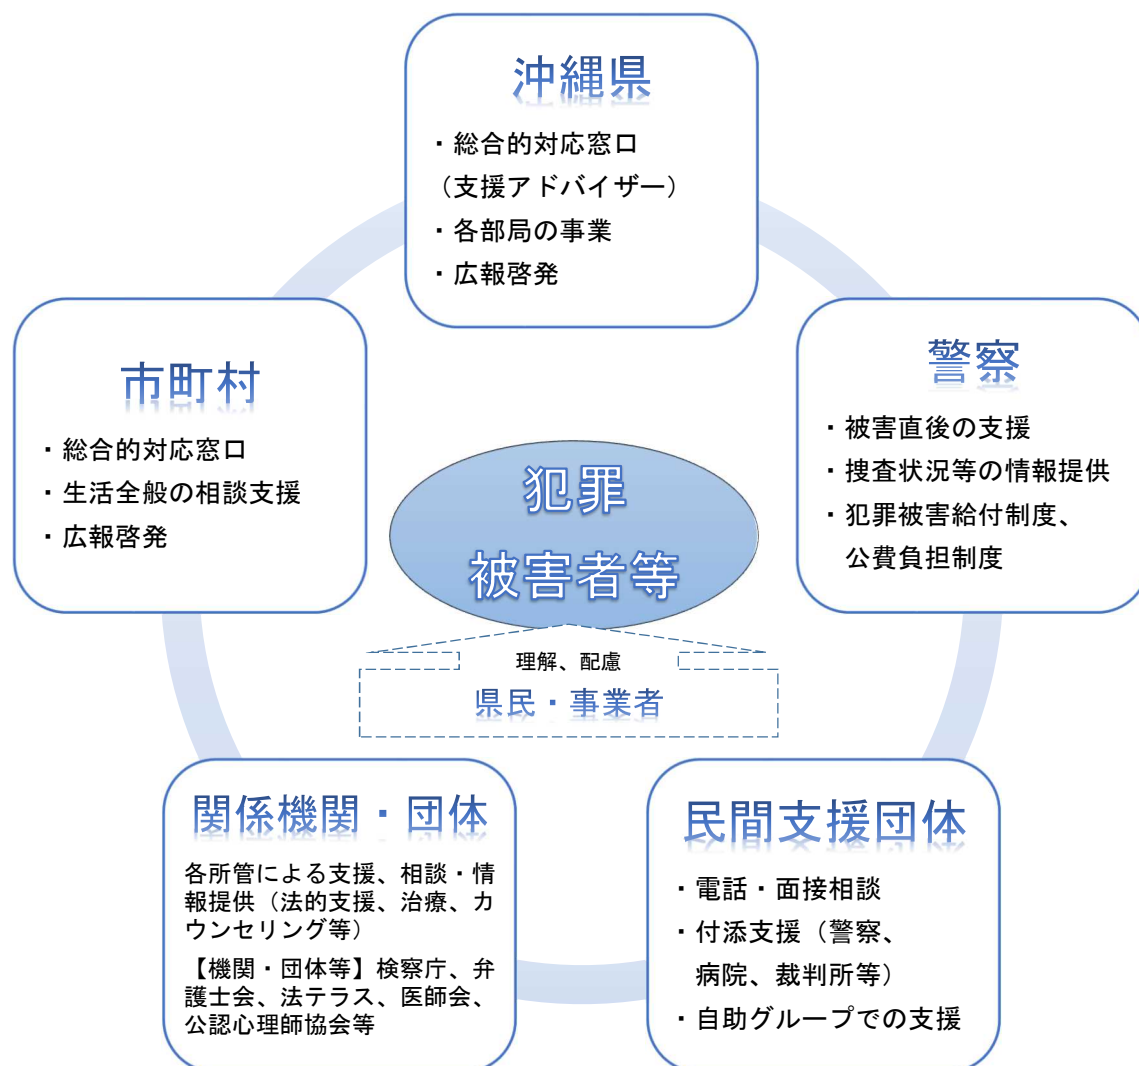 沖縄県
・総合的対応窓口
（支援アドバイザー）
・各部局の事業
・広報啓発
市町村
・総合的対応窓口
・生活全般の相談支援
・広報啓発
警察
・被害直後の支援
・捜査状況等の情報提供
・犯罪被害給付制度、
公費負担制度
犯罪
被害者等
理解、配慮
県民・事業者
関係機関・団体
各所管による支援、相談・情
報提供（法的支援、治療、カ
ウンセリング等）
【機関・団体等】検察庁、弁
護士会、法テラス、医師会、
公認心理師協会等
民間支援団体
・電話・面接相談
・付添支援（警察、
病院、裁判所等）
・自助グループでの支援